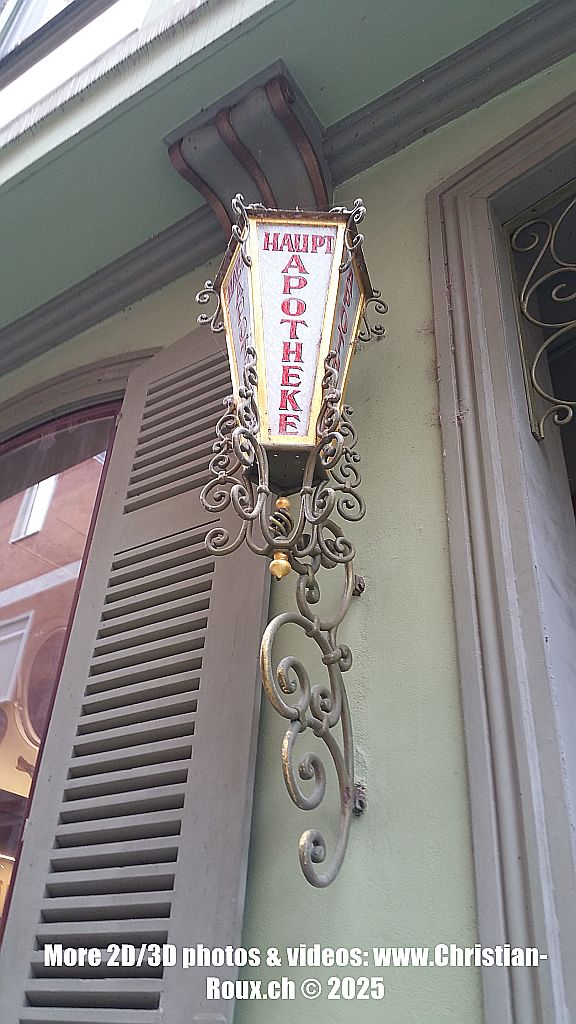 HAUPT
APOTHEKE
More 2D/3D photos & videos: www.Christian-
Roux.ch © 2025